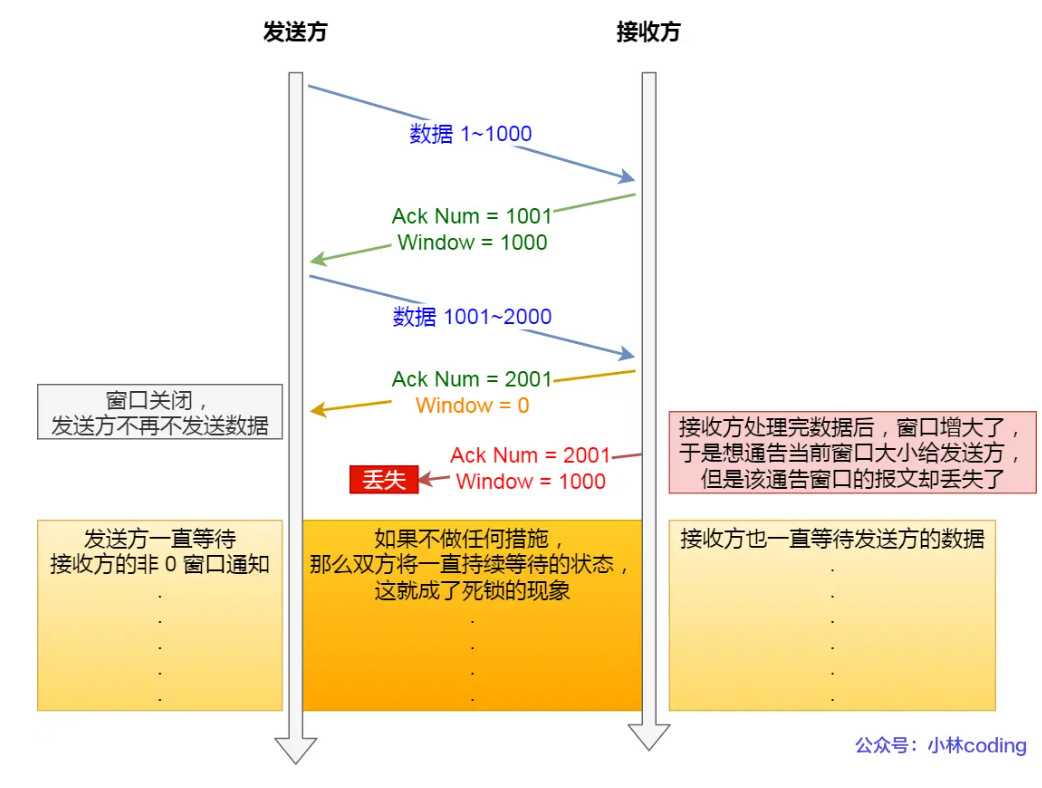 发送方
接收方
数据 1~1000
Ack Num = 1001
Window = 1000
数据 1001~2000
Ack Num = 2001
Window = 0
窗口关闭，
发送方不再不发送数据
接收方处理完数据后，窗口增大了，
于是想通告当前窗口大小给发送方，
但是该通告窗口的报文却丢失了
Ack Num = 2001
Window = 1000
丢失
发送方一直等待
接收方的非 0 窗口通知
.
.
.
.
.
如果不做任何措施，
那么双方将一直持续等待的状态，
这就成了死锁的现象
.
.
.
.
接收方也一直等待发送方的数据
.
.
.
.
.
.
公众号：小林coding